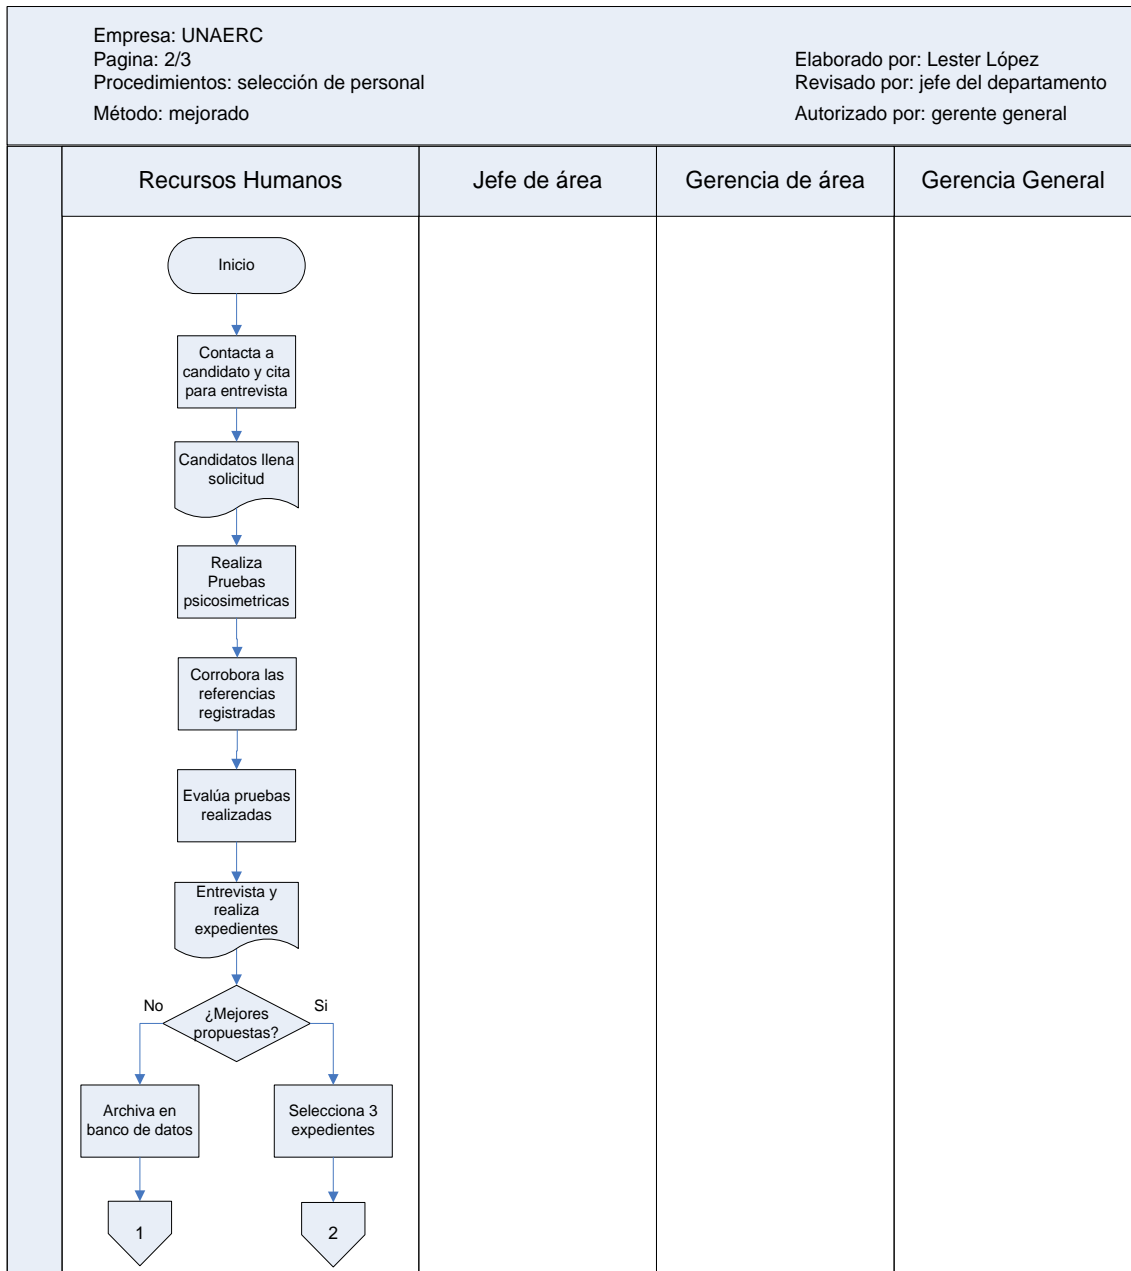 Empresa: UNAERC
Pagina: 2/3
Procedimientos: selección de personal
Método: mejorado
Elaborado por: Lester López
Revisado por: jefe del departamento
Autorizado por: gerente general
Recursos Humanos
Jefe de área
Gerencia de área
Gerencia General
Inicio
Contacta a
candidato y cita
para entrevista
Candidatos llena
solicitud
Realiza
Pruebas
psicosimetricas
Corrobora las
referencias
registradas
Evalúa pruebas
realizadas
Entrevista y
realiza
expedientes
¿Mejores
propuestas?
No
Si
Archiva en
banco de datos
Selecciona 3
expedientes
1
2